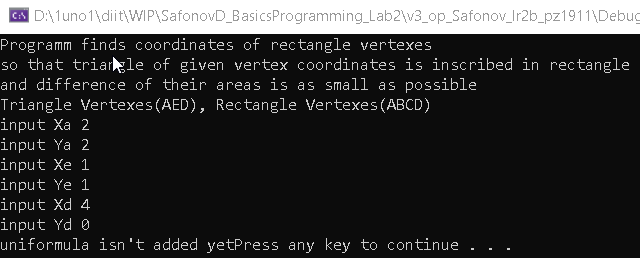 D:\1uno1\diit\WIP\SafonovD_BasicsProgramming_Lab2\v3_op_Safonov_lr2b_pz1911\Debug
Programm finds coordinates of rectangle vertexes
so that triangle of given vertex coordinates is inscribed in rectangle
and difference of their areas is as small as possible
Triangle Vertexes(AED), Rectangle Vertexes(ABCD)
input Xa 2
input Ya 2
input Xe 1
input Ye 1
input Xd 4
input Yd 0
uniformula isn't added yetPress any key to continue . . .